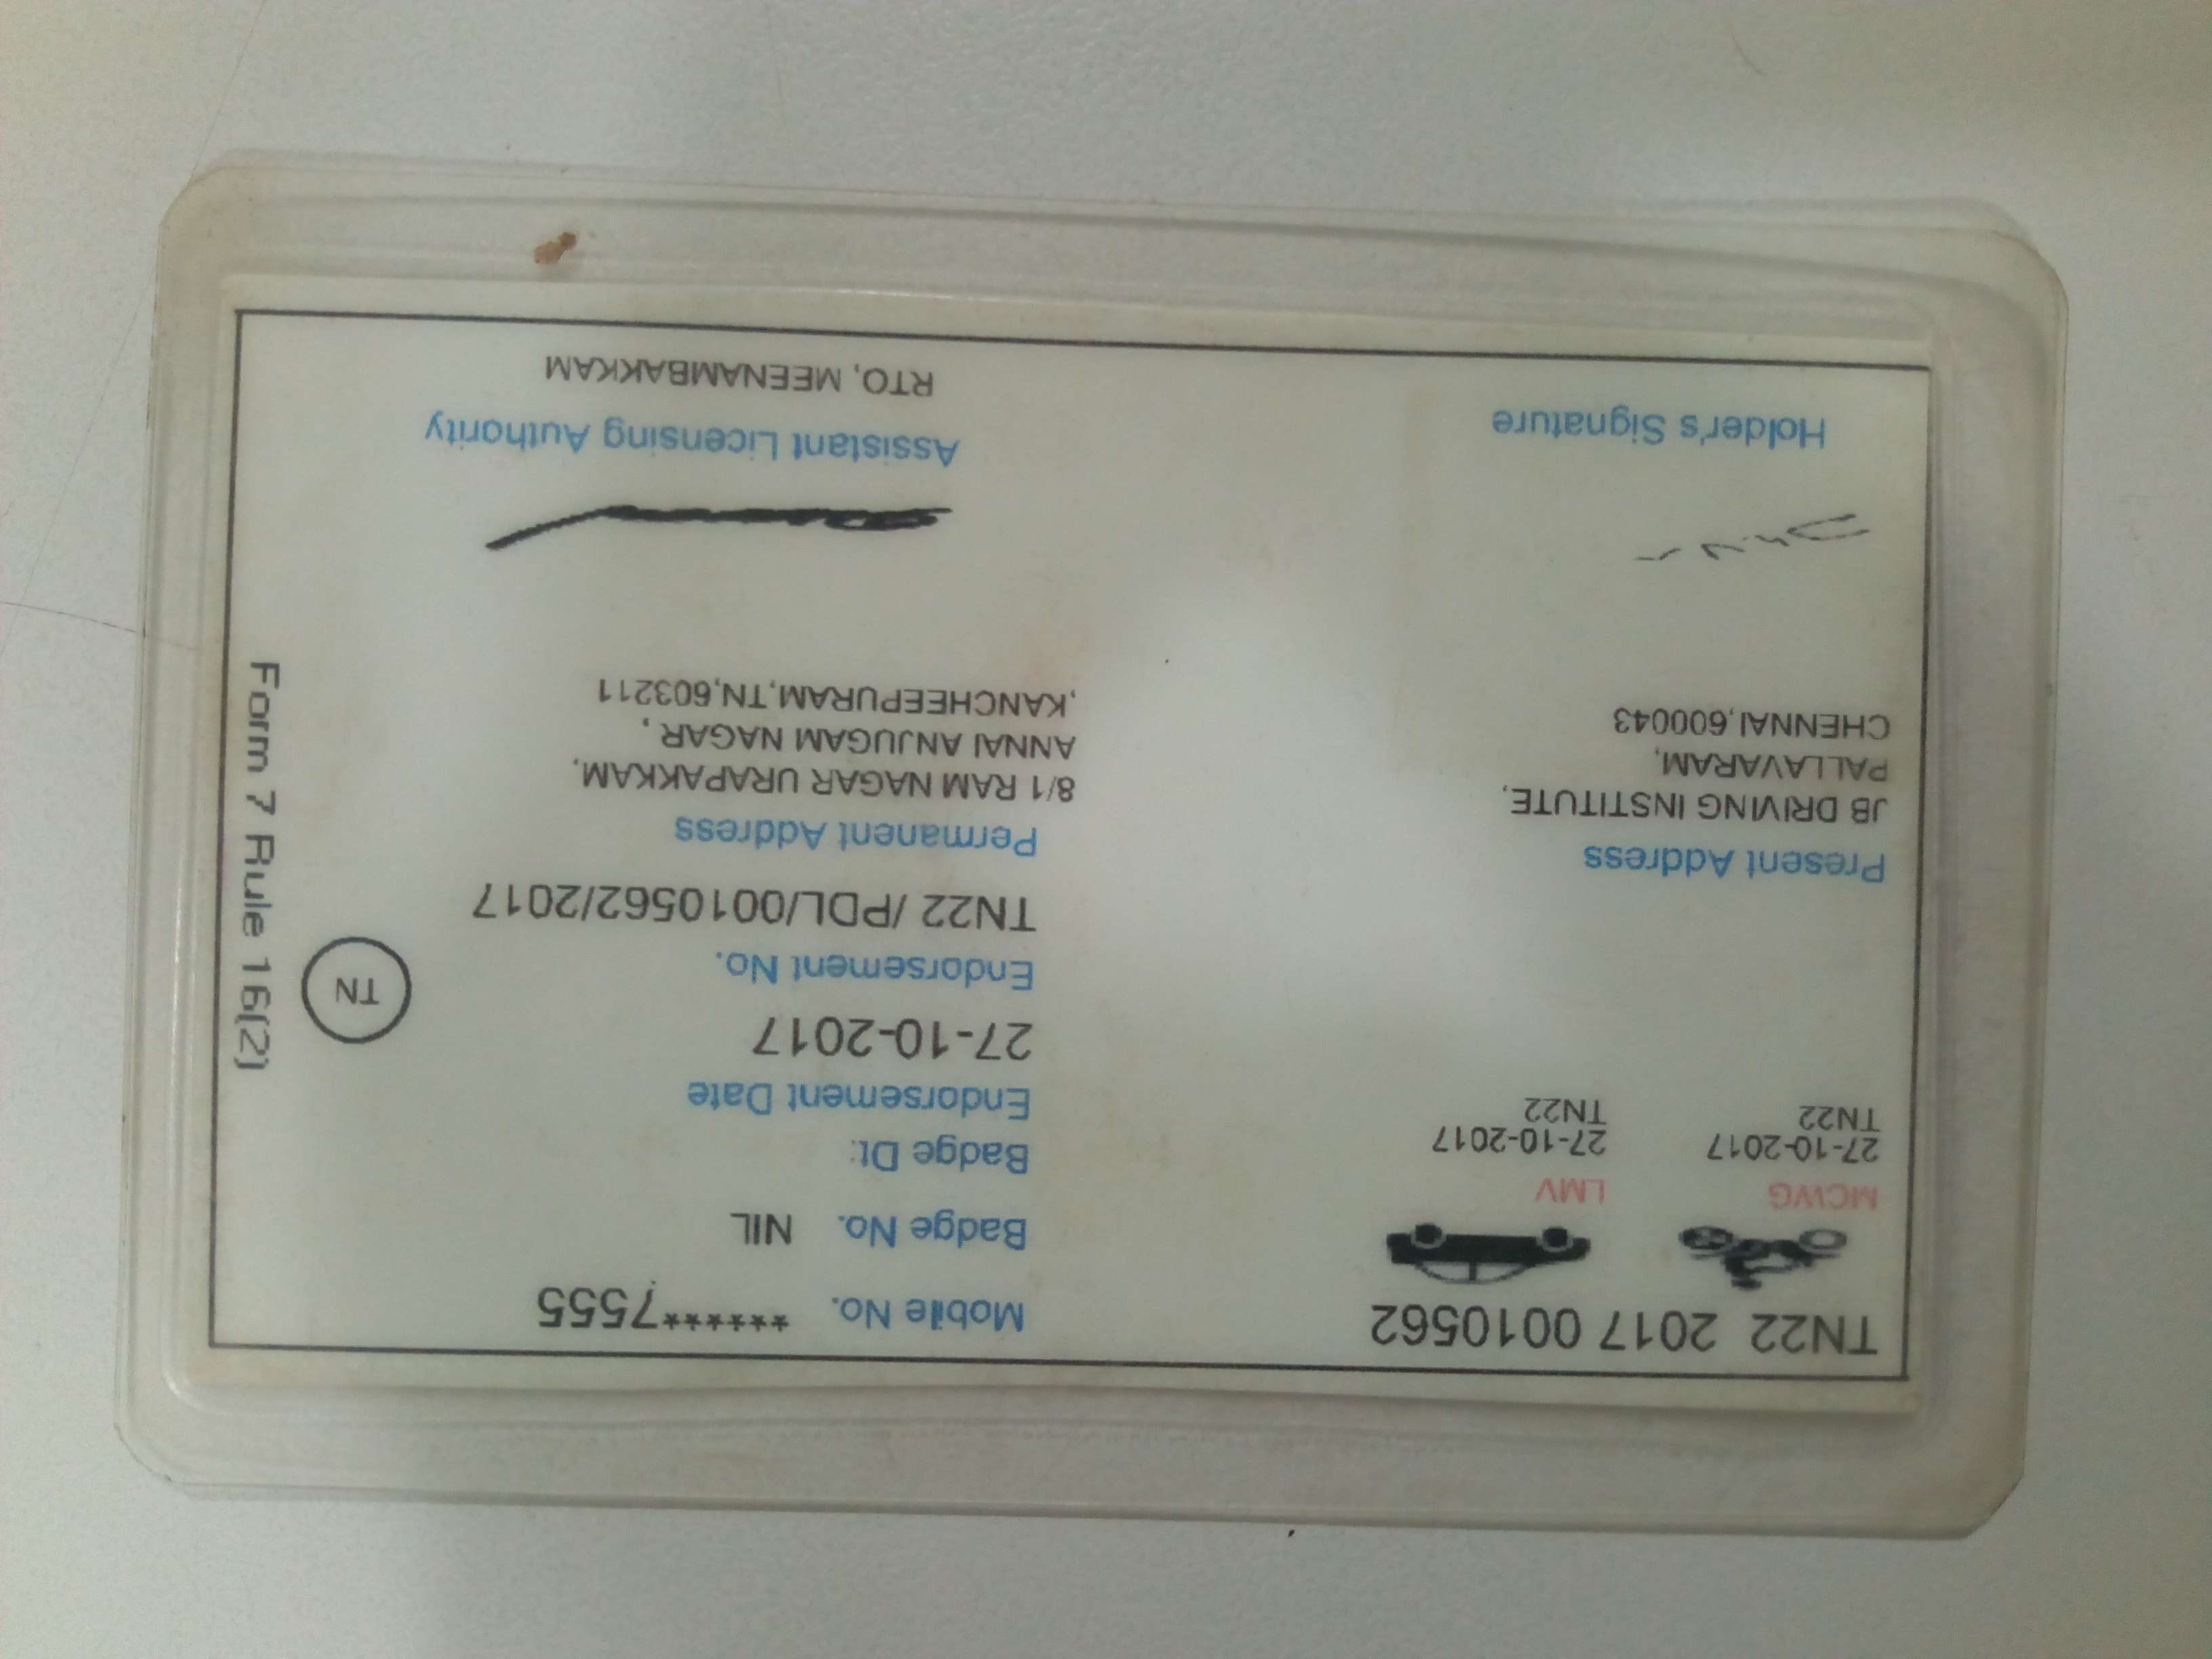 TN22 2017 0010562
MCWG
27-10-2017
TN22
LMV
27-10-2017
TN22
Present Address
JB DRIVING INSTITUTE,
PALLAVARAM,
CHENNAI,600043
Holder's Signature
Mobile No. ******7555
Badge No. NIL
Badge Dt:
Endorsement Date
27-10-2017
Endorsement No.
TN22 /PDL/0010562/2017
Permanent Address
8/1 RAM NAGAR URAPAKKAM,
ANNAI ANJUGAM NAGAR,
,KANCHEEPURAM,TN,603211
Assistant Licensing Authority
RTO, MEENAMBAKKAM
TN
Form 7 Rule 16(2)